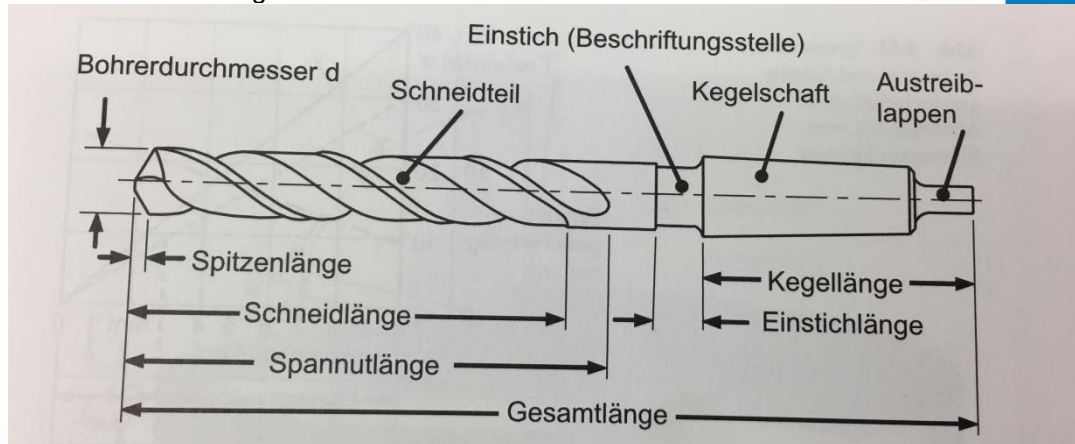 Einstich (Beschriftungsstelle)
Bohrerdurchmesser d
Schneidteil
Kegelschaft
Austreib-
lappen
Spitzenlänge
Kegellänge
Schneidlänge
Einstichlänge
Spannutlänge
Gesamtlänge